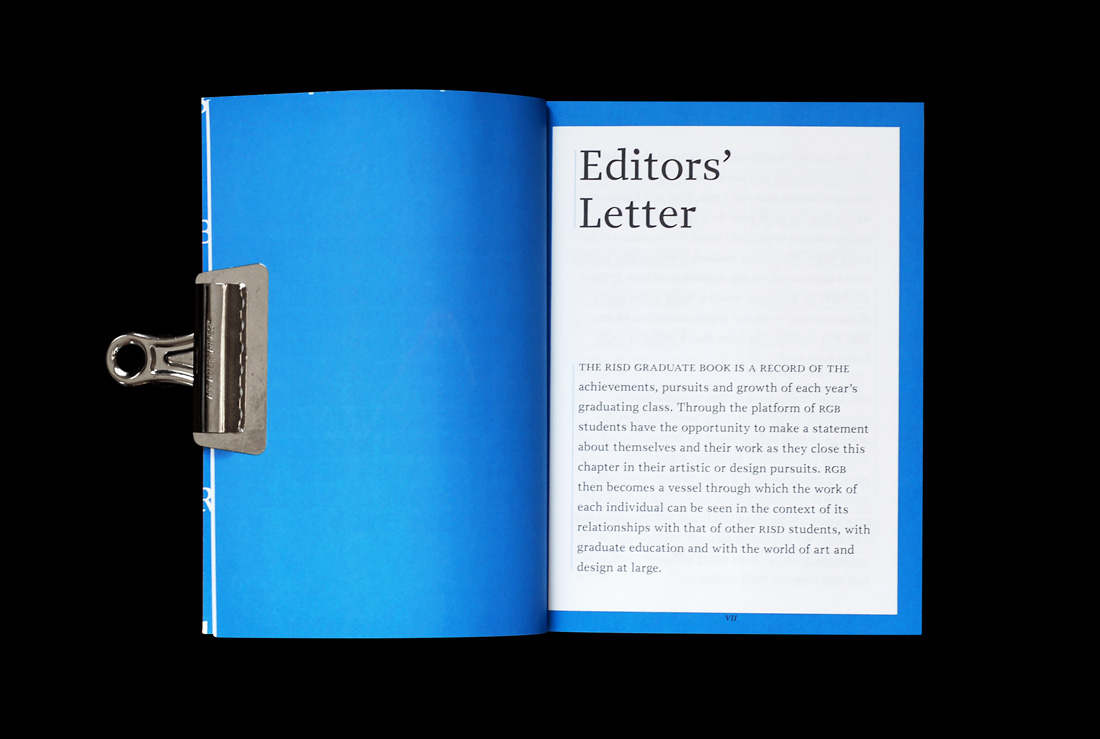 Editors’
Letter
THE RISD GRADUATE BOOK IS A RECORD OF THE
achievements, pursuits and growth of each year’s
graduating class. Through the platform of RGB
students have the opportunity to make a statement
about themselves and their work as they close this
chapter in their artistic or design pursuits. RGB
then becomes a vessel through which the work of
each individual can be seen in the context of its
relationships with that of other RISD students, with
graduate education and with the world of art and
design at large.
VII